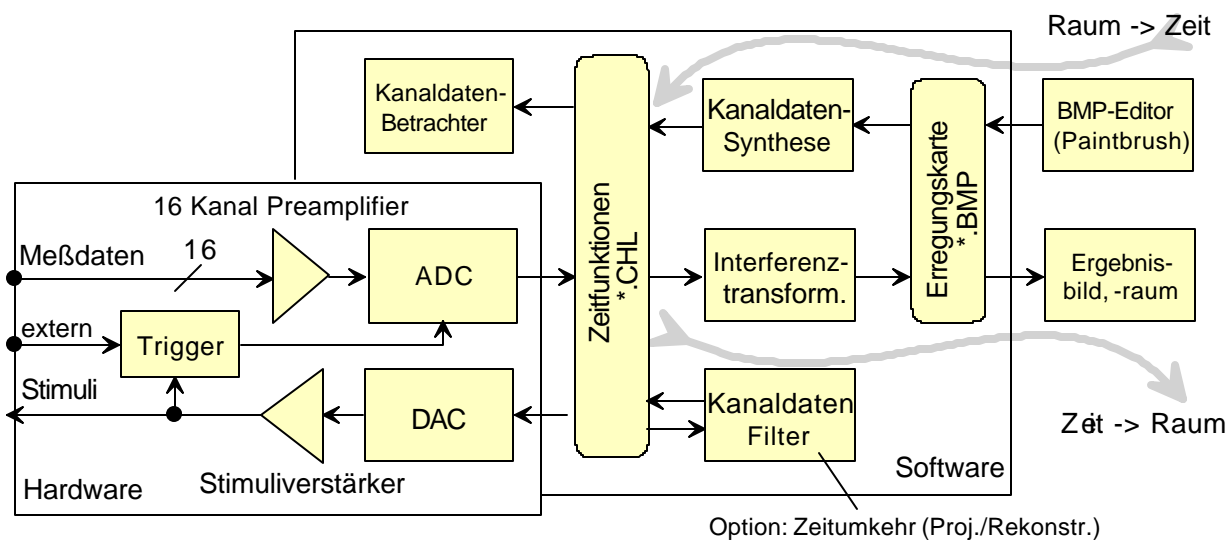 Raum -> Zeit
Kanaldaten-
Betrachter
Zeitfunktionen
*.CHL
Kanaldaten-
Synthese
Erregungskarte
*.BMP
BMP-Editor
(Paintbrush)
16 Kanal Preamplifier
Meßdaten
16
ADC
Interferenz-
transform.
Ergebnis-
bild, -raum
extern
Trigger
Stimuli
DAC
Kanaldaten
Filter
Zeit -> Raum
Hardware
Stimuliverstärker
Software
Option: Zeitumkehr (Proj./Rekonstr.)